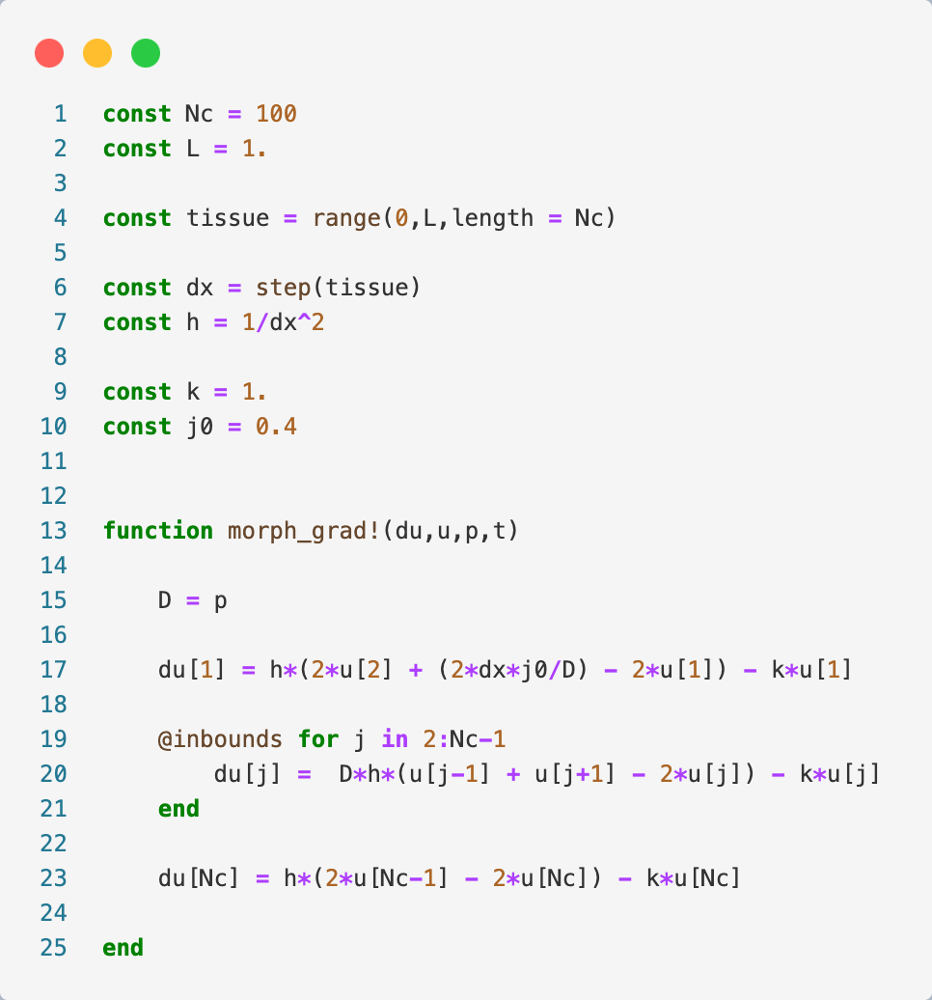 1 const Nc = 100
2 const L = 1.
3
4 const tissue = range(0,L,length = Nc)
5
6 const dx = step(tissue)
7 const h = 1/dx^2
8
9 const k = 1.
10 const j0 = 0.4
11
12
13 function morph_grad!(du,u,p,t)
14
15     D = p
16
17     du[1] = h*(2*u[2] + (2*dx*j0/D) - 2*u[1]) - k*u[1]
18
19     @inbounds for j in 2:Nc-1
20         du[j] =  D*h*(u[j-1] + u[j+1] - 2*u[j]) - k*u[j]
21     end
22
23     du[Nc] = h*(2*u[Nc-1] - 2*u[Nc]) - k*u[Nc]
24
25 end